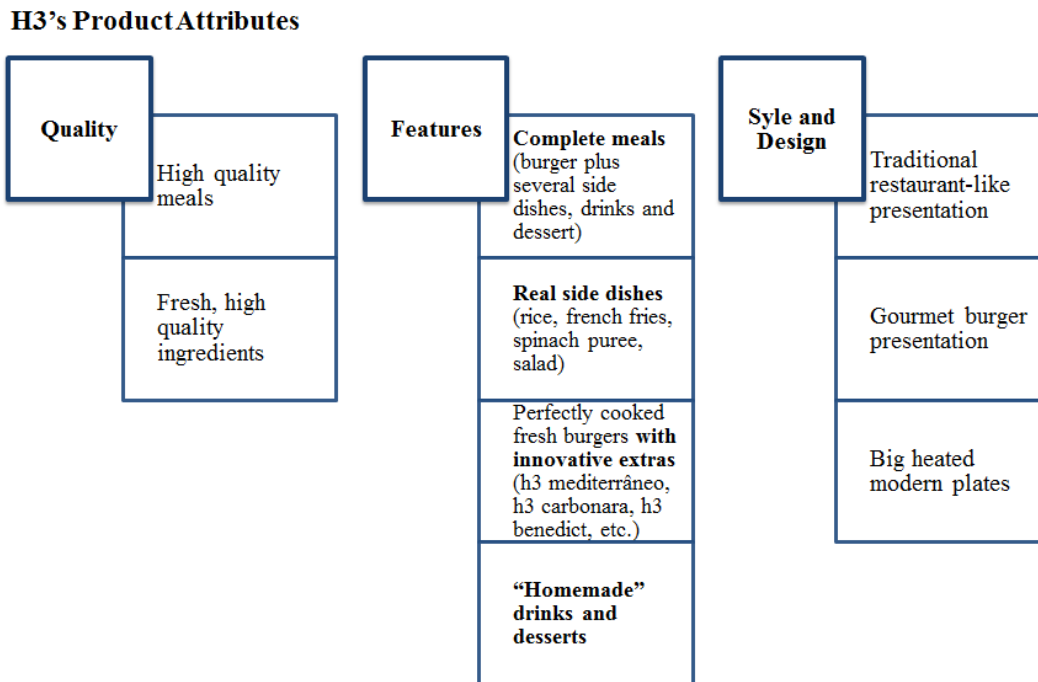 H3's Product Attributes
Quality
High quality
meals
Fresh, high
quality
ingredients
Features
Complete meals
(burger plus
several side
dishes, drinks and
dessert)
Real side dishes
(rice, french fries,
spinach puree,
salad)
Perfectly cooked
fresh burgers with
innovative extras
(h3 mediterrâneo,
h3 carbonara, h3
benedict, etc.)
“Homemade”
drinks and
desserts
Syle and
Design
Traditional
restaurant-like
presentation
Gourmet burger
presentation
Big heated
modern plates